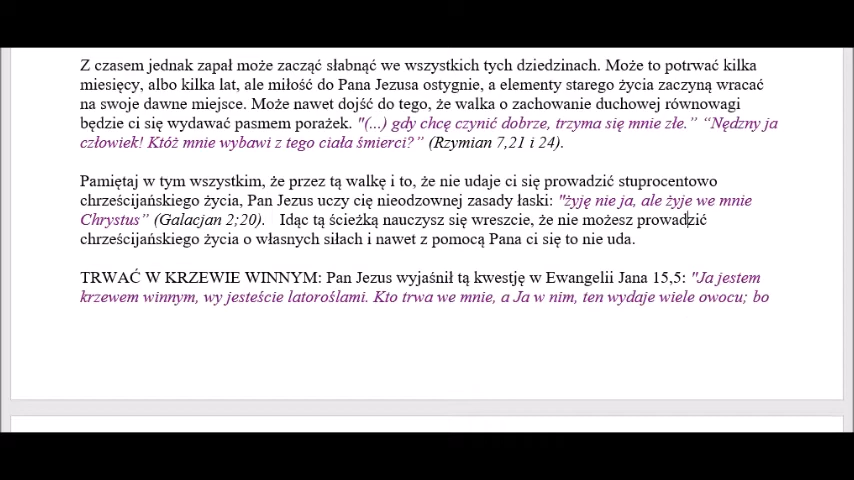 Z czasem jednak zapał może zacząć słabnąć we wszystkich tych dziedzinach. Może to potrwać kilka
miesięcy, albo kilka lat, ale miłość do Pana Jezusa ostygnie, a elementy starego życia zaczyną wracać
na swoje dawne miejsce. Może nawet dojść do tego, że walka o zachowanie duchowej równowagi
będzie ci się wydawać pasmem porażek. "(...) gdy chcę czynić dobrze, trzyma się mnie złe.” “Nędzny ja
człowiek! Któż mnie wybawi z tego ciała śmierci?” (Rzymian 7,21 i 24).
Pamiętaj w tym wszystkim, że przez tą walkę i to, że nie udaje ci się prowadzić stuprocentowo
chrześcijańskiego życia, Pan Jezus uczy cię nieodzownej zasady łaski: "żyję nie ja, ale żyje we mnie
Chrystus” (Galacjan 2;20). Idąc tą ścieżką nauczysz się wreszcie, że nie możesz prowadzić
chrześcijańskiego życia o własnych siłach i nawet z pomocą Pana ci się to nie uda.
TRWAĆ W KRZEWIE WINNYM: Pan Jezus wyjaśnił tą kwestję w Ewangelii Jana 15,5: "Ja jestem
krzewem winnym, wy jesteście latoroślami. Kto trwa we mnie, a Ja w nim, ten wydaje wiele owocu; bo